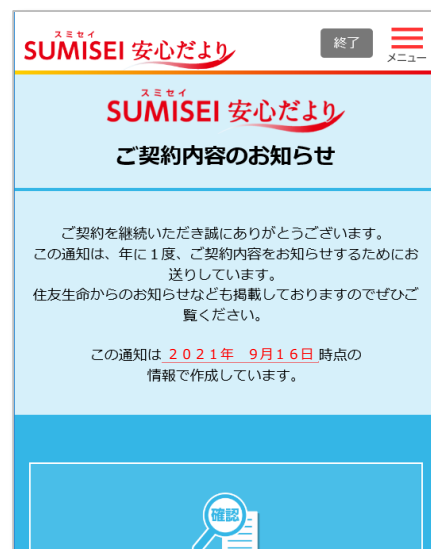 スミセイ
SUMISEI 安心だより
終了
メニュー
スミセイ
SUMISEI 安心だより
ご契約内容のお知らせ
ご契約を継続いただき誠にありがとうございます。
この通知は、年に１度、ご契約内容をお知らせするためにお
送りしています。
住友生命からのお知らせなども掲載しておりますのでぜひご
覧ください。
この通知は ２０２１年　９月１６日 時点の
情報で作成しています。
確認